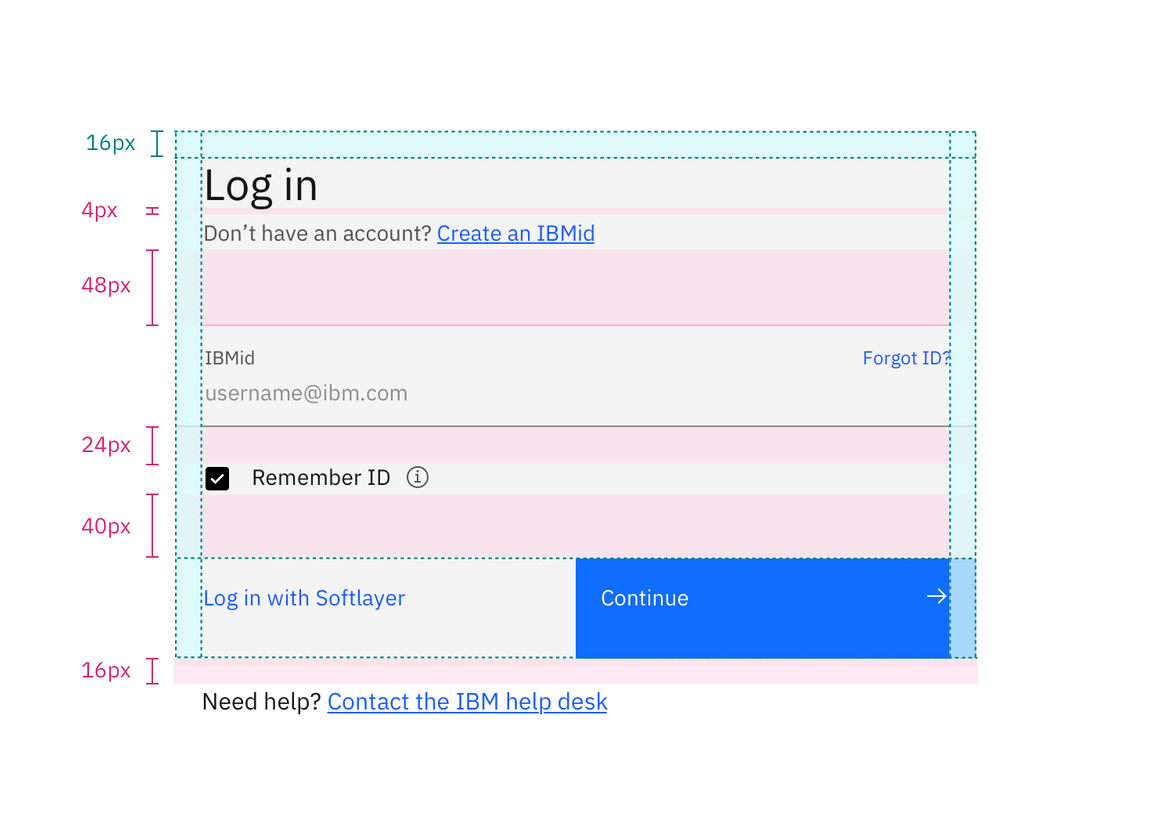 16px
Log in
4px
Don’t have an account? Create an IBMid
48px
IBMid Forgot ID?
username@ibm.com
24px
Remember ID
40px
Log in with Softlayer Continue
16px
Need help? Contact the IBM help desk